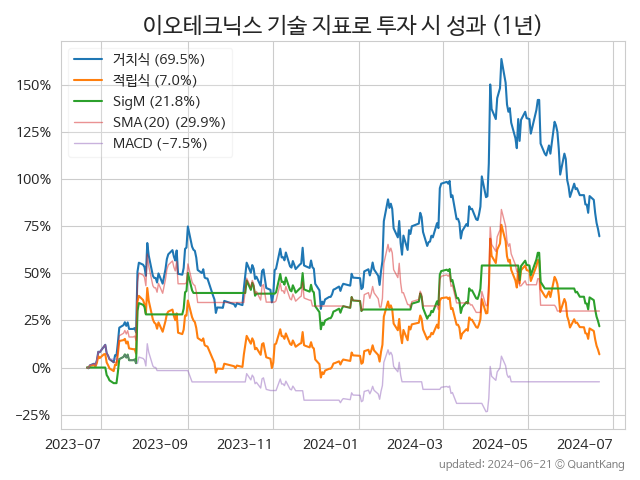 이오테크닉스 기술 지표로 투자 시 성과 (1년)
거치식 (69.5%)
적립식 (7.0%)
SigM (21.8%)
SMA(20) (29.9%)
MACD (−7.5%)
150%
125%
100%
75%
50%
25%
0%
−25%
2023-07 2023-09 2023-11 2024-01 2024-03 2024-05 2024-07
updated: 2024-06-21 © QuantKang